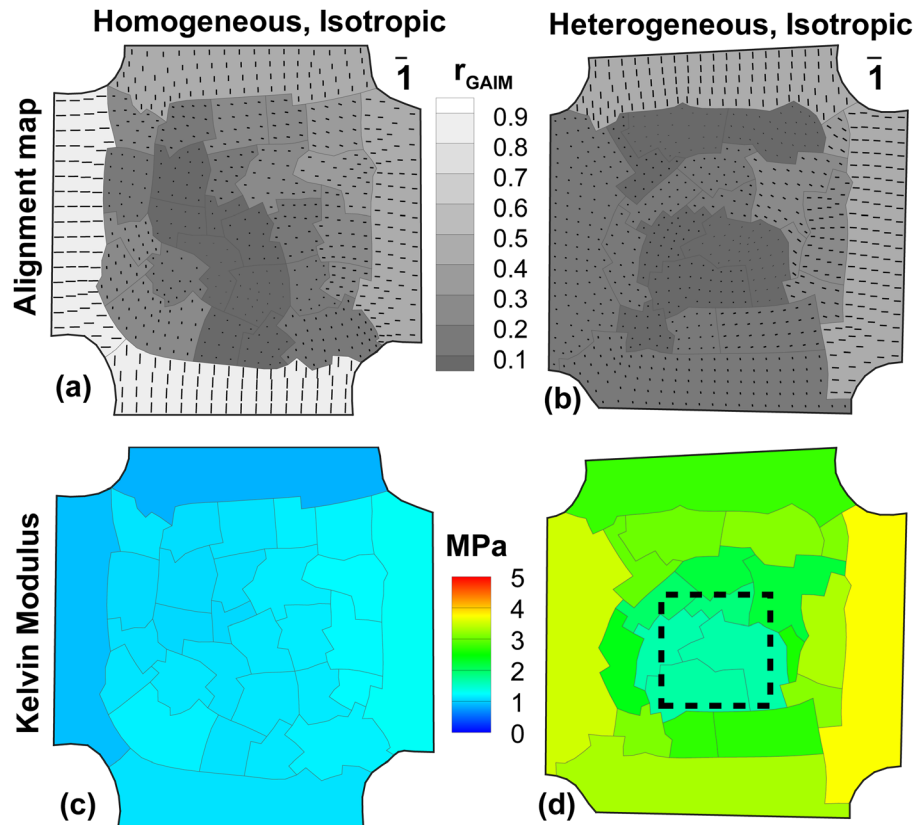 Homogeneous, Isotropic
Heterogeneous, Isotropic
Alignment map
1
r_GAIM
0.9
0.8
0.7
0.6
0.5
0.4
0.3
0.2
0.1
1
(a)
(b)
Kelvin Modulus
MPa
5
4
3
2
1
0
(c)
(d)